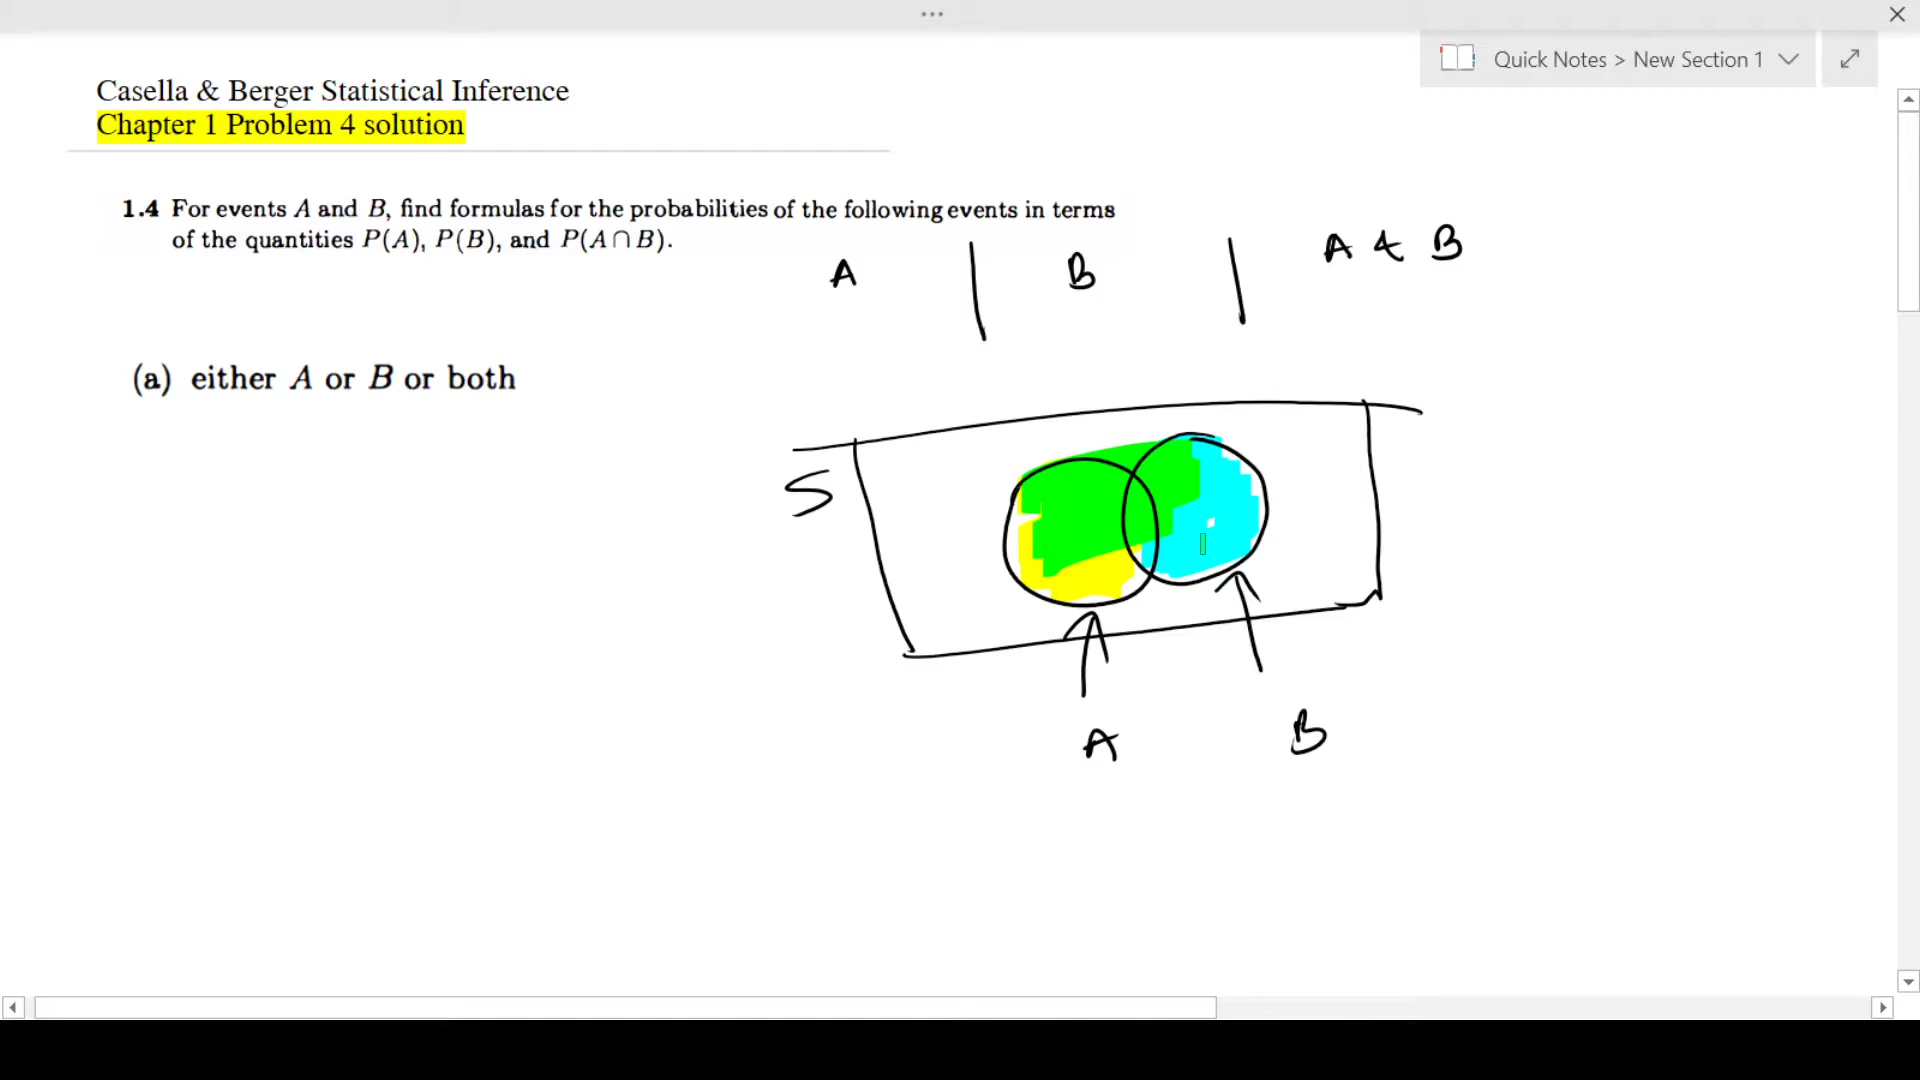 Quick Notes > New Section 1
Casella & Berger Statistical Inference
Chapter 1 Problem 4 solution
1.4 For events A and B, find formulas for the probabilities of the following events in terms
of the quantities P(A), P(B), and P(A ∩ B).
A | B | A & B
(a) either A or B or both
S
A B